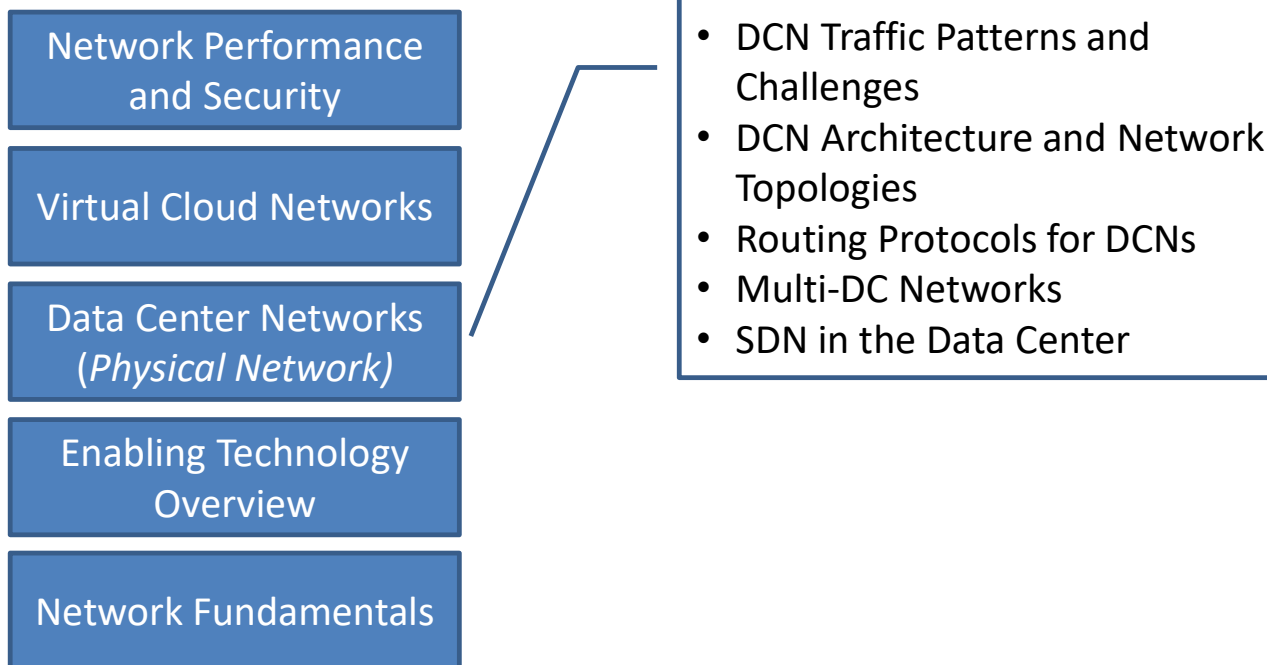 Network Performance
and Security
Virtual Cloud Networks
Data Center Networks
(Physical Network)
Enabling Technology
Overview
Network Fundamentals
• DCN Traffic Patterns and
Challenges
• DCN Architecture and Network
Topologies
• Routing Protocols for DCNs
• Multi-DC Networks
• SDN in the Data Center